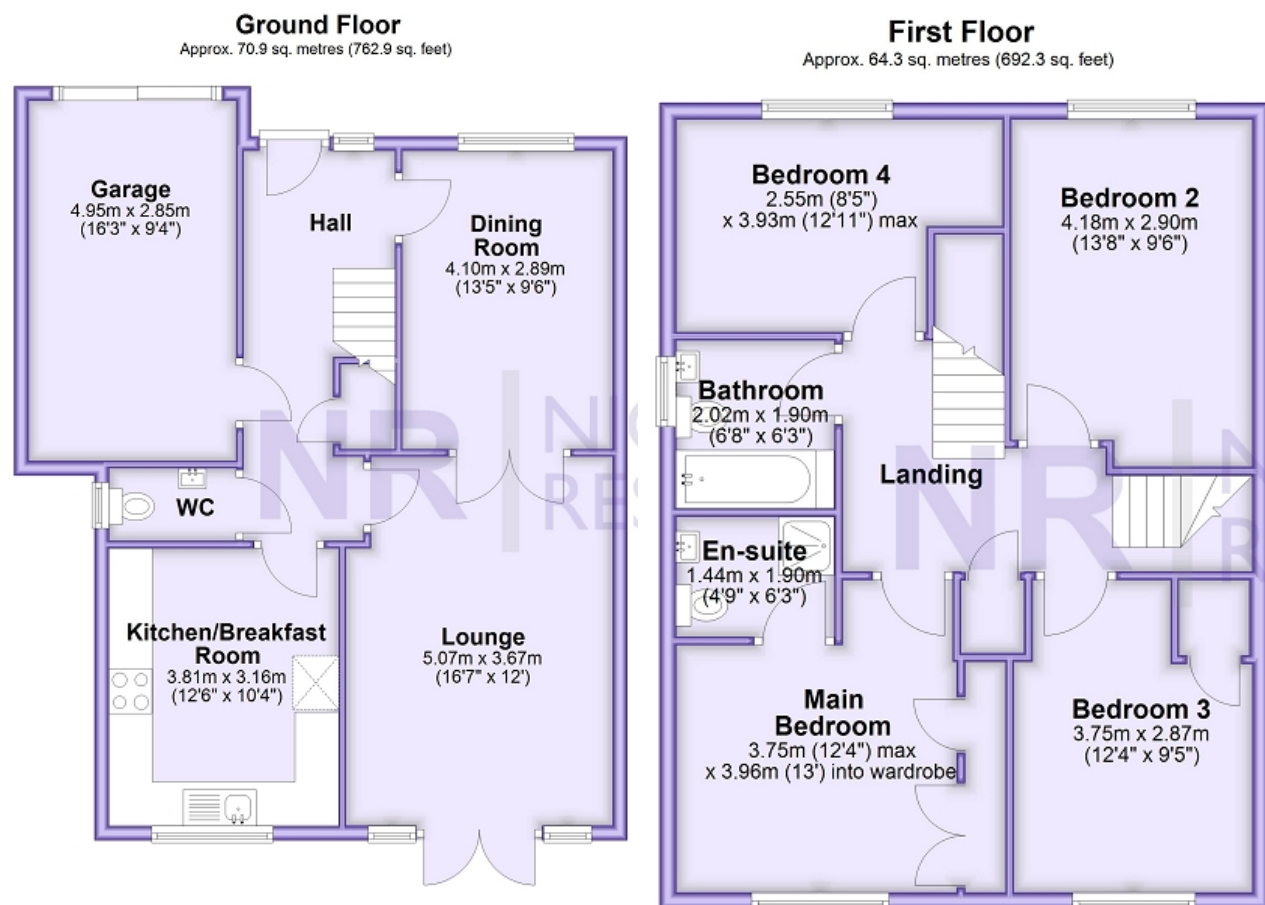 Ground Floor
Approx. 70.9 sq. metres (762.9 sq. feet)
Garage
4.95m x 2.85m
(16'3" x 9'4")
Hall
Dining
Room
4.10m x 2.89m
(13'5" x 9'6")
WC
Kitchen/Breakfast
Room
3.81m x 3.16m
(12'6" x 10'4")
Lounge
5.07m x 3.67m
(16'7" x 12')
NR
First Floor
Approx. 64.3 sq. metres (692.3 sq. feet)
Bedroom 4
2.55m (8'5")
x 3.93m (12'11") max
Bedroom 2
4.18m x 2.90m
(13'8" x 9'6")
Bathroom
2.02m x 1.90m
(6'8" x 6'3")
Landing
En-suite
1.44m x 1.90m
(4'9" x 6'3")
Main
Bedroom
3.75m (12'4") max
x 3.96m (13') into wardrobe
Bedroom 3
3.75m x 2.87m
(12'4" x 9'5")
NR